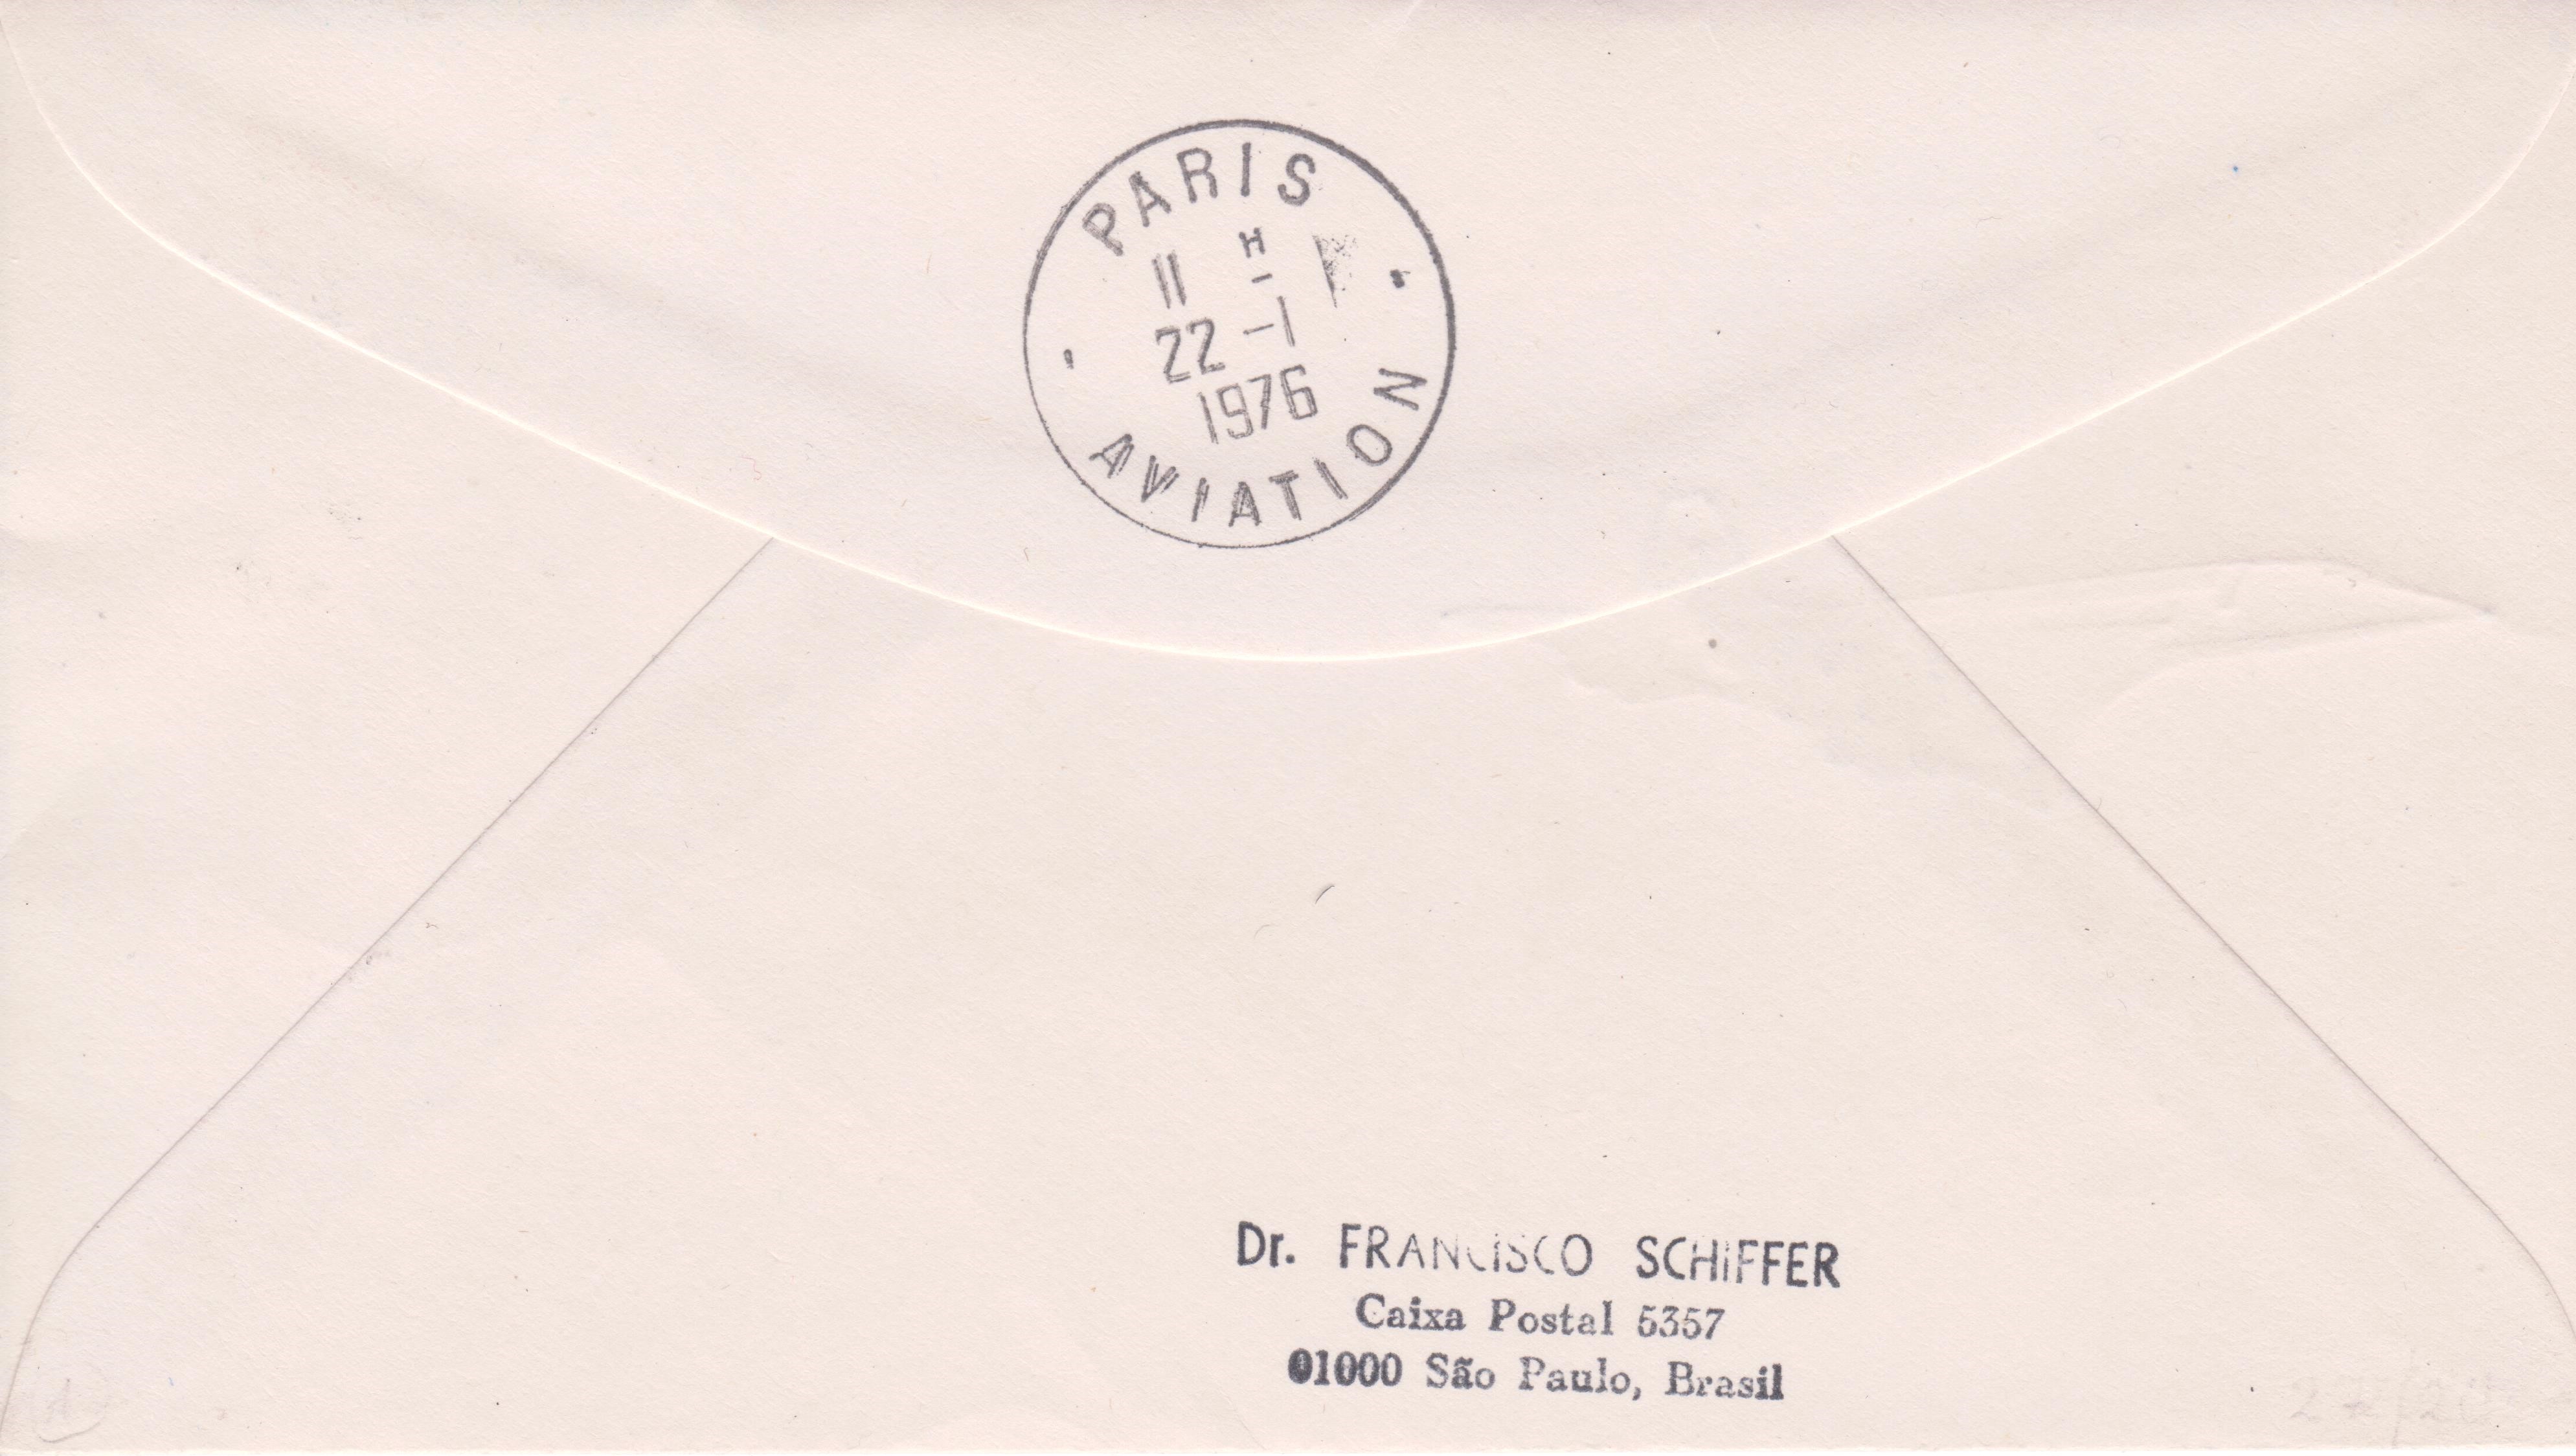 PARIS
11 H -
22 -1
1976
AVIATION
Dr. FRANCISCO SCHIFFER
Caixa Postal 5357
01000 São Paulo, Brasil